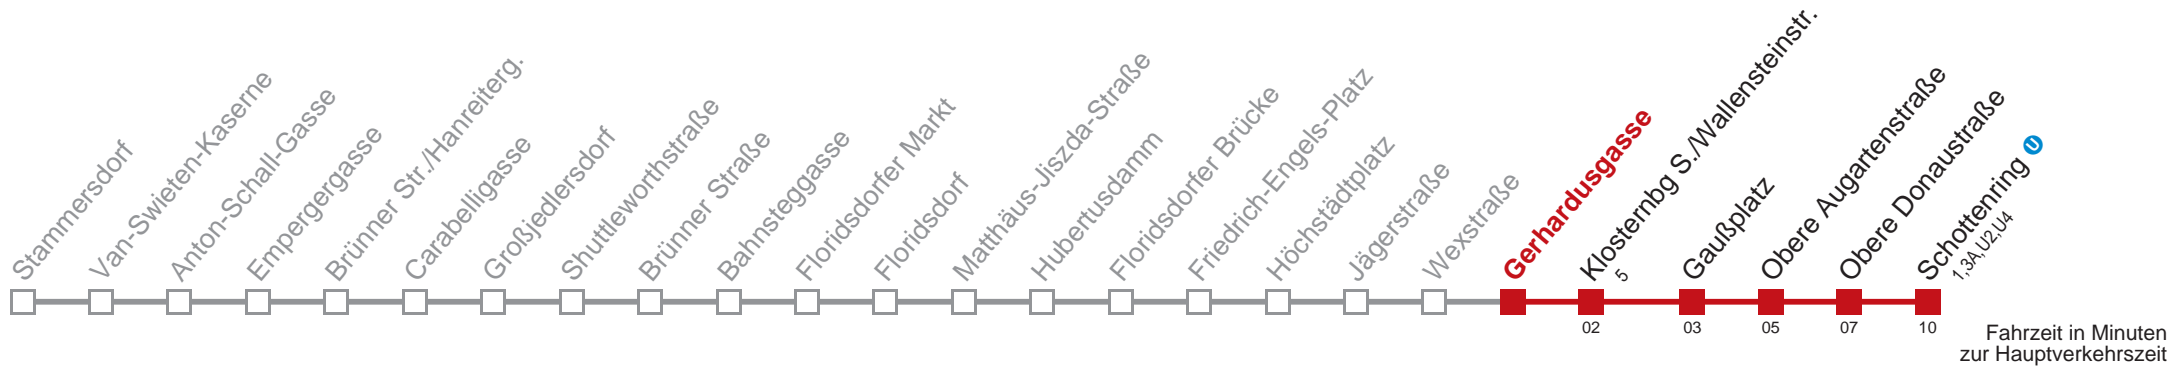 Stammersdorf
Van-Swieten-Kaserne
Anton-Schall-Gasse
Empergergasse
Brünner Str./Hanreiterg.
Carabelligasse
Großjedlersdorf
Shuttleworthstraße
Brünner Straße
Bahnsteggasse
Floridsdorfer Markt
Floridsdorf
Matthäus-Jiszda-Straße
Hubertusdamm
Floridsdorfer Brücke
Friedrich-Engels-Platz
Höchstädtplatz
Jägerstraße
Wexstraße
Gerhardusgasse
Klosternbg S./Wallensteinstr.
5
Gaußplatz
Obere Augartenstraße
Obere Donaustraße
Schottenring U
1,3A,U2,U4
02 03 05 07 10
Fahrzeit in Minuten
zur Hauptverkehrszeit